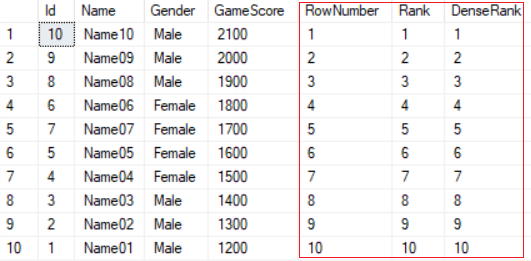 Id Name Gender GameScore RowNumber Rank DenseRank
1 10 Name10 Male 2100 1 1 1
2 9 Name09 Male 2000 2 2 2
3 8 Name08 Male 1900 3 3 3
4 6 Name06 Female 1800 4 4 4
5 7 Name07 Female 1700 5 5 5
6 5 Name05 Female 1600 6 6 6
7 4 Name04 Female 1500 7 7 7
8 3 Name03 Male 1400 8 8 8
9 2 Name02 Male 1300 9 9 9
10 1 Name01 Male 1200 10 10 10